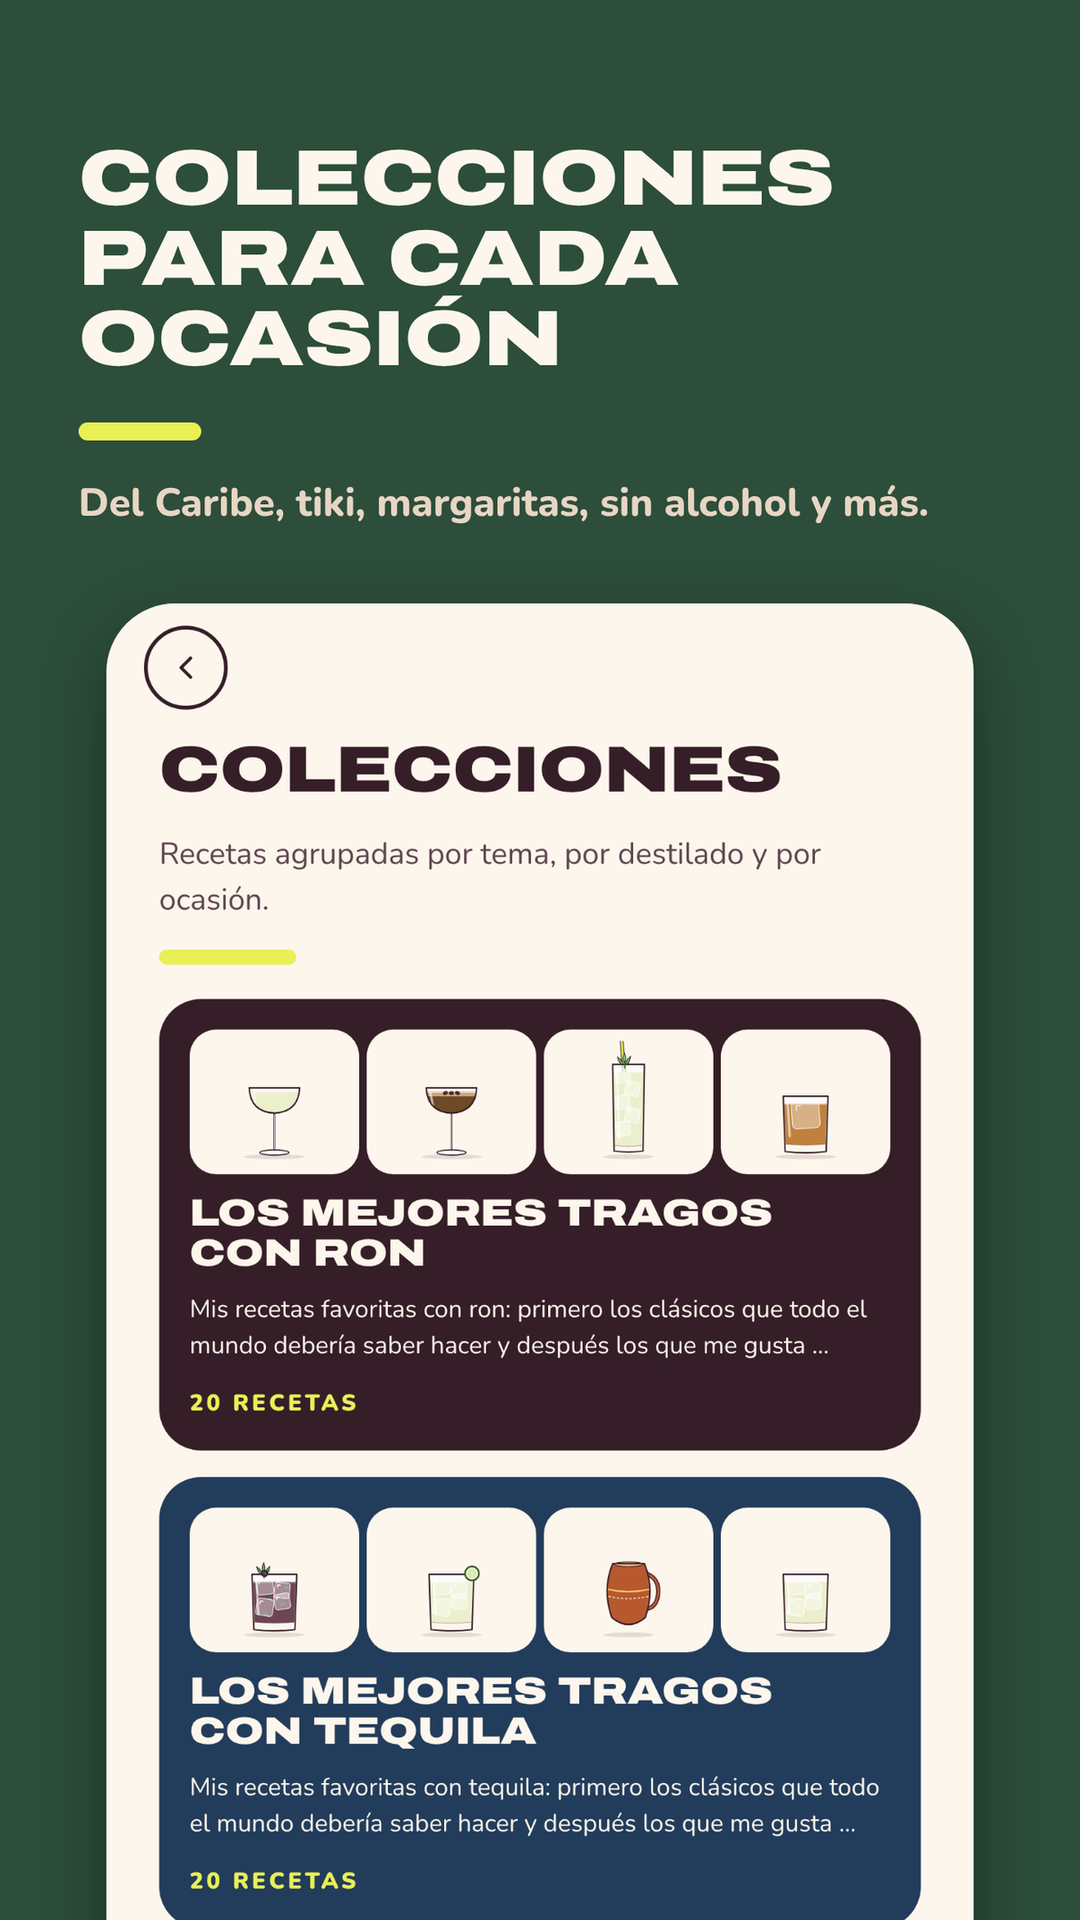 COLECCIONES
PARA CADA
OCASIÓN
Del Caribe, tiki, margaritas, sin alcohol y más.
COLECCIONES
Recetas agrupadas por tema, por destilado y por
ocasión.
LOS MEJORES TRAGOS
CON RON
Mis recetas favoritas con ron: primero los clásicos que todo el
mundo debería saber hacer y después los que me gusta ...
20 RECETAS
LOS MEJORES TRAGOS
CON TEQUILA
Mis recetas favoritas con tequila: primero los clásicos que todo
el mundo debería saber hacer y después los que me gusta ...
20 RECETAS